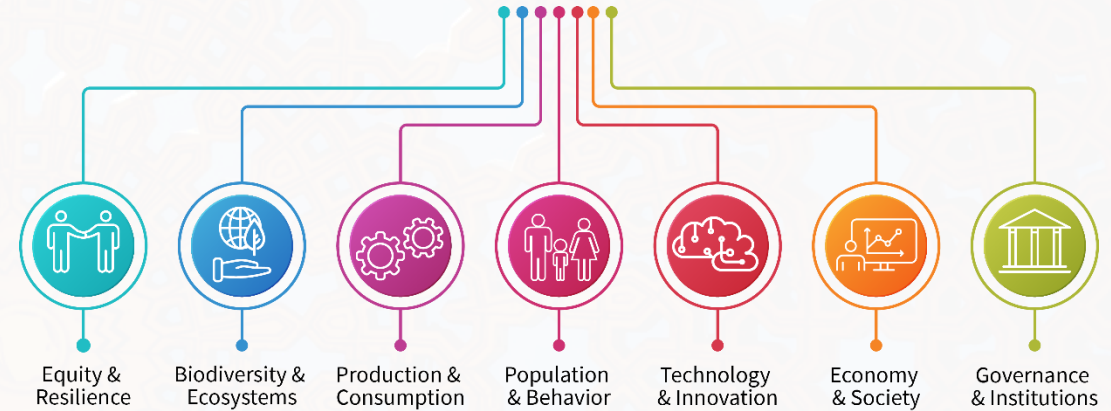 Equity &
Resilience
Biodiversity &
Ecosystems
Production &
Consumption
Population
& Behavior
Technology
& Innovation
Economy
& Society
Governance
& Institutions